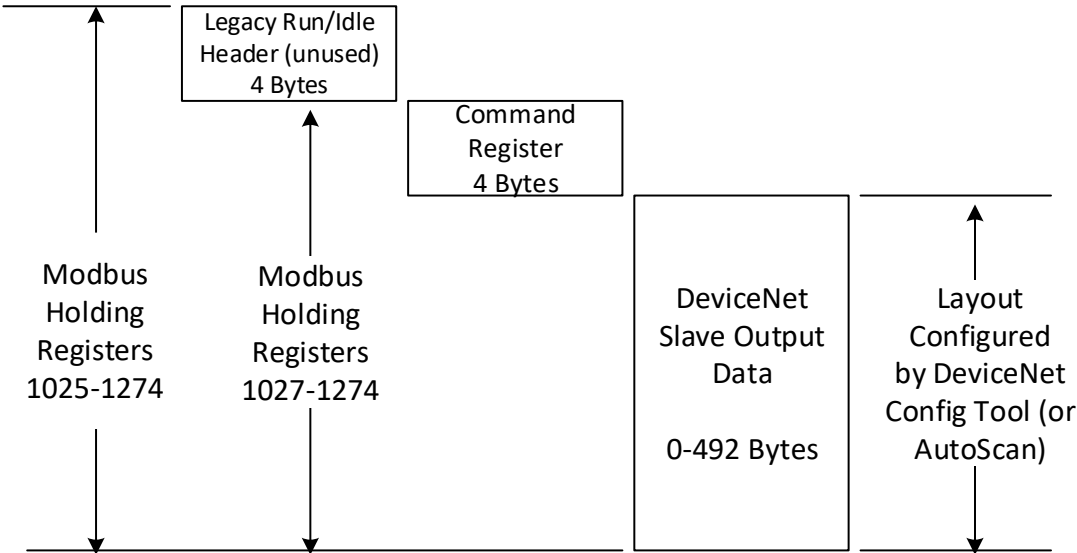 Legacy Run/Idle
Header (unused)
4 Bytes
Command
Register
4 Bytes
Modbus
Holding
Registers
1025-1274
Modbus
Holding
Registers
1027-1274
DeviceNet
Slave Output
Data
0-492 Bytes
Layout
Configured
by DeviceNet
Config Tool (or
AutoScan)